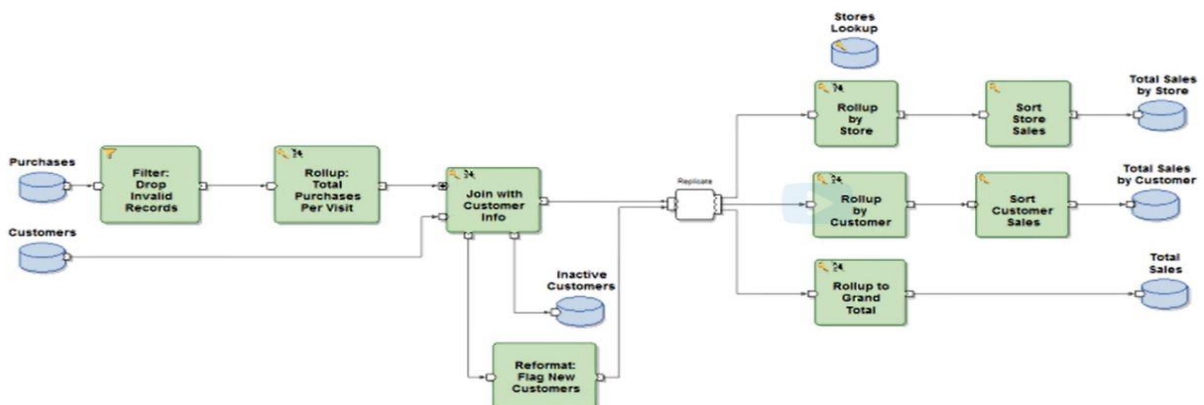 Stores
Lookup
Total Sales
by Store
Rollup
by
Store
Sort
Store
Sales
Purchases
Filter:
Drop
Invalid
Records
Rollup:
Total
Purchases
Per Visit
Join with
Customer
Info
Replicate
Total Sales
by Customer
Rollup
by
Customer
Sort
Customer
Sales
Customers
Inactive
Customers
Total
Sales
Rollup to
Grand
Total
Reformat:
Flag New
Customers